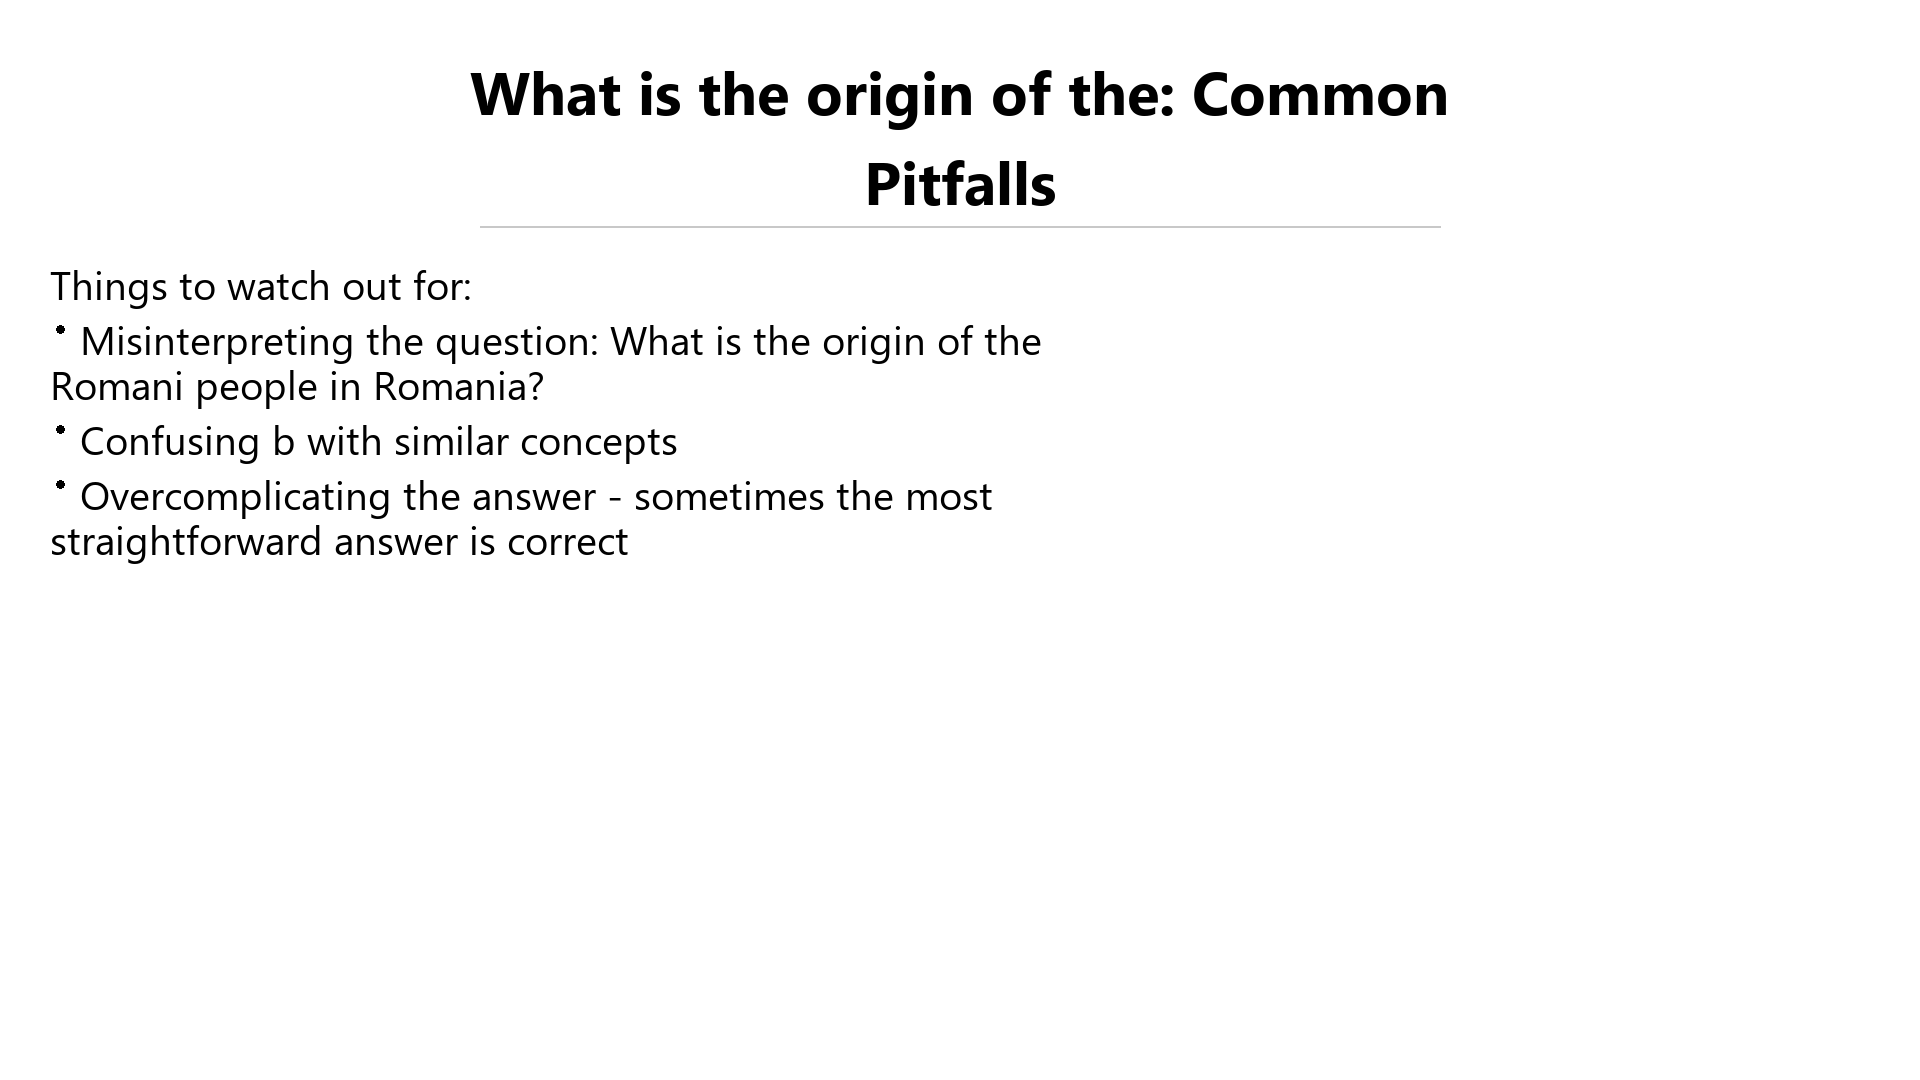 What is the origin of the: Common
Pitfalls
Things to watch out for:
• Misinterpreting the question: What is the origin of the
Romani people in Romania?
• Confusing b with similar concepts
• Overcomplicating the answer - sometimes the most
straightforward answer is correct